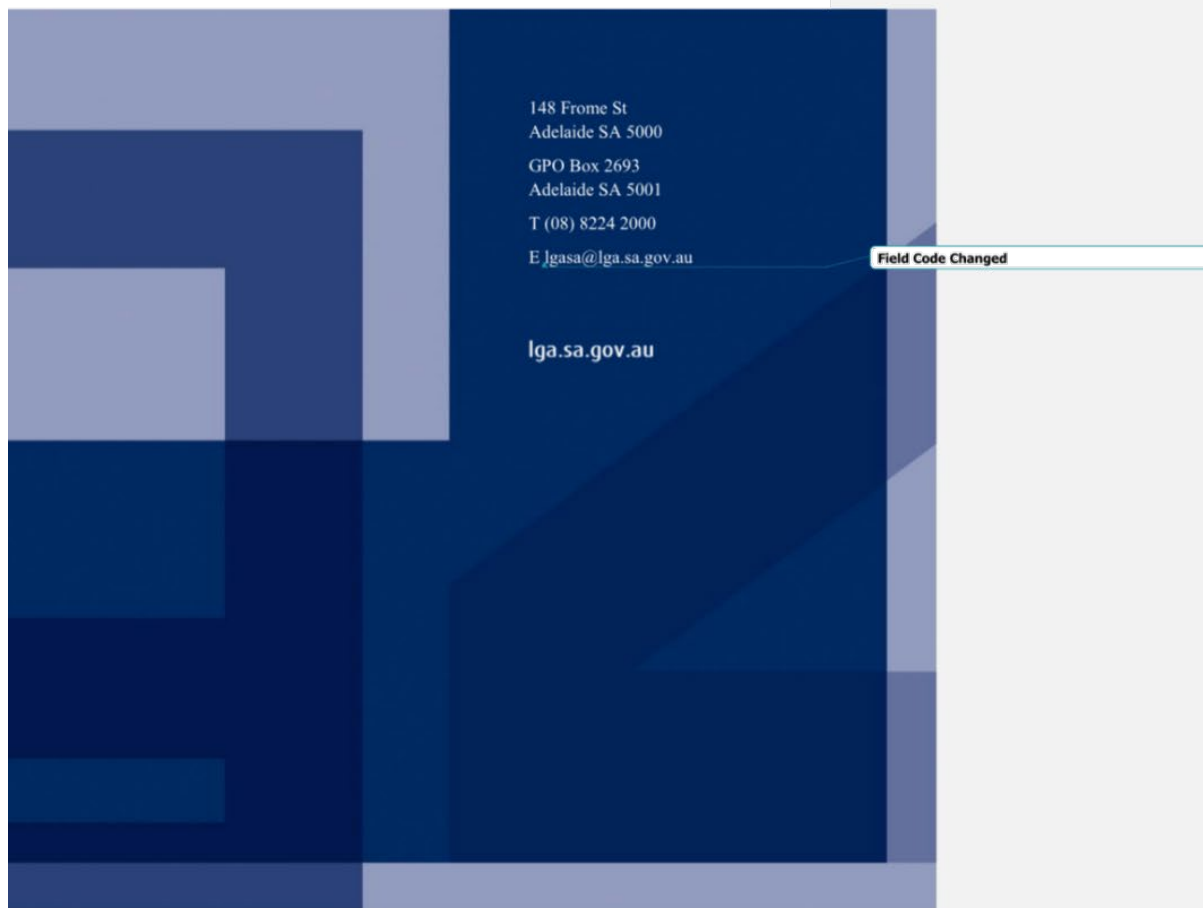 148 Frome St
Adelaide SA 5000
GPO Box 2693
Adelaide SA 5001
T (08) 8224 2000
E lgasa@lga.sa.gov.au
Field Code Changed
lga.sa.gov.au